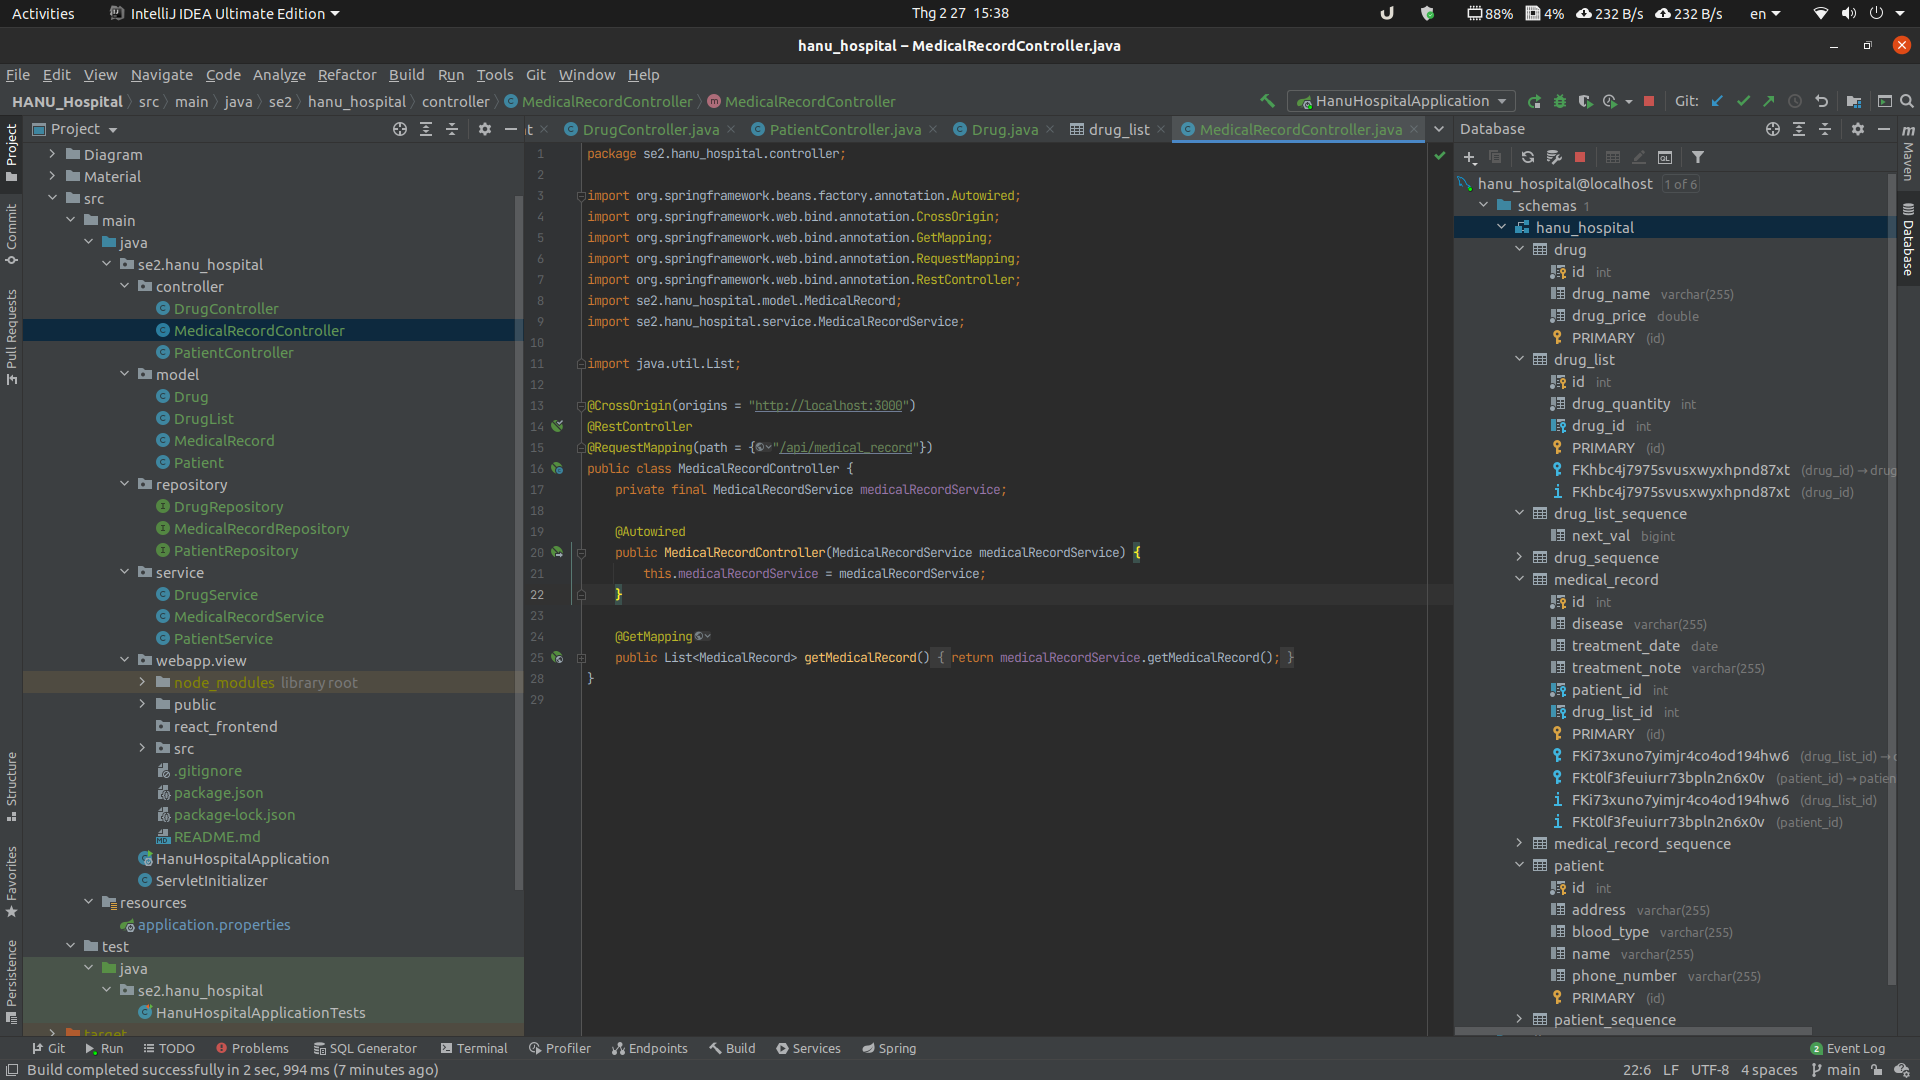 Activities
IntelliJ IDEA Ultimate Edition
Thg 2 27 15:38
88%
4%
232 B/s
232 B/s
en
hanu_hospital – MedicalRecordController.java
File Edit View Navigate Code Analyze Refactor Build Run Tools Git Window Help
HANU_Hospital
src
main
java
se2
hanu_hospital
controller
MedicalRecordController
MedicalRecordController
HanuHospitalApplication
Git:
Project
Commit
Pull Requests
Structure
Favorites
Persistence
Project
Diagram
Material
src
main
java
se2.hanu_hospital
controller
DrugController
MedicalRecordController
PatientController
model
Drug
DrugList
MedicalRecord
Patient
repository
DrugRepository
MedicalRecordRepository
PatientRepository
service
DrugService
MedicalRecordService
PatientService
webapp.view
node_modules library root
public
react_frontend
src
.gitignore
package.json
package-lock.json
README.md
HanuHospitalApplication
ServletInitializer
resources
application.properties
test
java
se2.hanu_hospital
HanuHospitalApplicationTests
target
DrugController.java
PatientController.java
Drug.java
drug_list
MedicalRecordController.java
1 package se2.hanu_hospital.controller;
2
3 import org.springframework.beans.factory.annotation.Autowired;
4 import org.springframework.web.bind.annotation.CrossOrigin;
5 import org.springframework.web.bind.annotation.GetMapping;
6 import org.springframework.web.bind.annotation.RequestMapping;
7 import org.springframework.web.bind.annotation.RestController;
8 import se2.hanu_hospital.model.MedicalRecord;
9 import se2.hanu_hospital.service.MedicalRecordService;
10
11 import java.util.List;
12
13 @CrossOrigin(origins = "http://localhost:3000")
14 @RestController
15 @RequestMapping(path = {"/api/medical_record"})
16 public class MedicalRecordController {
17 private final MedicalRecordService medicalRecordService;
18
19 @Autowired
20 public MedicalRecordController(MedicalRecordService medicalRecordService) {
21 this.medicalRecordService = medicalRecordService;
22 }
23
24 @GetMapping
25 public List<MedicalRecord> getMedicalRecord() { return medicalRecordService.getMedicalRecord(); }
28 }
29
Database
hanu_hospital@localhost 1 of 6
schemas 1
hanu_hospital
drug
id int
drug_name varchar(255)
drug_price double
PRIMARY (id)
drug_list
id int
drug_quantity int
drug_id int
PRIMARY (id)
FKhbc4j7975svusxwyxhpnd87xt (drug_id) → drug
FKhbc4j7975svusxwyxhpnd87xt (drug_id)
drug_list_sequence
next_val bigint
drug_sequence
medical_record
id int
disease varchar(255)
treatment_date date
treatment_note varchar(255)
patient_id int
drug_list_id int
PRIMARY (id)
FKi73xuno7yimjr4co4od194hw6 (drug_list_id) →
FKt0lf3feuiurr73bpln2n6x0v (patient_id) → patien
FKi73xuno7yimjr4co4od194hw6 (drug_list_id)
FKt0lf3feuiurr73bpln2n6x0v (patient_id)
medical_record_sequence
patient
id int
address varchar(255)
blood_type varchar(255)
name varchar(255)
phone_number varchar(255)
PRIMARY (id)
patient_sequence
Maven
Database
Git
Run
TODO
Problems
SQL Generator
Terminal
Profiler
Endpoints
Build
Services
Spring
2 Event Log
Build completed successfully in 2 sec, 994 ms (7 minutes ago)
22:6 LF UTF-8 4 spaces main